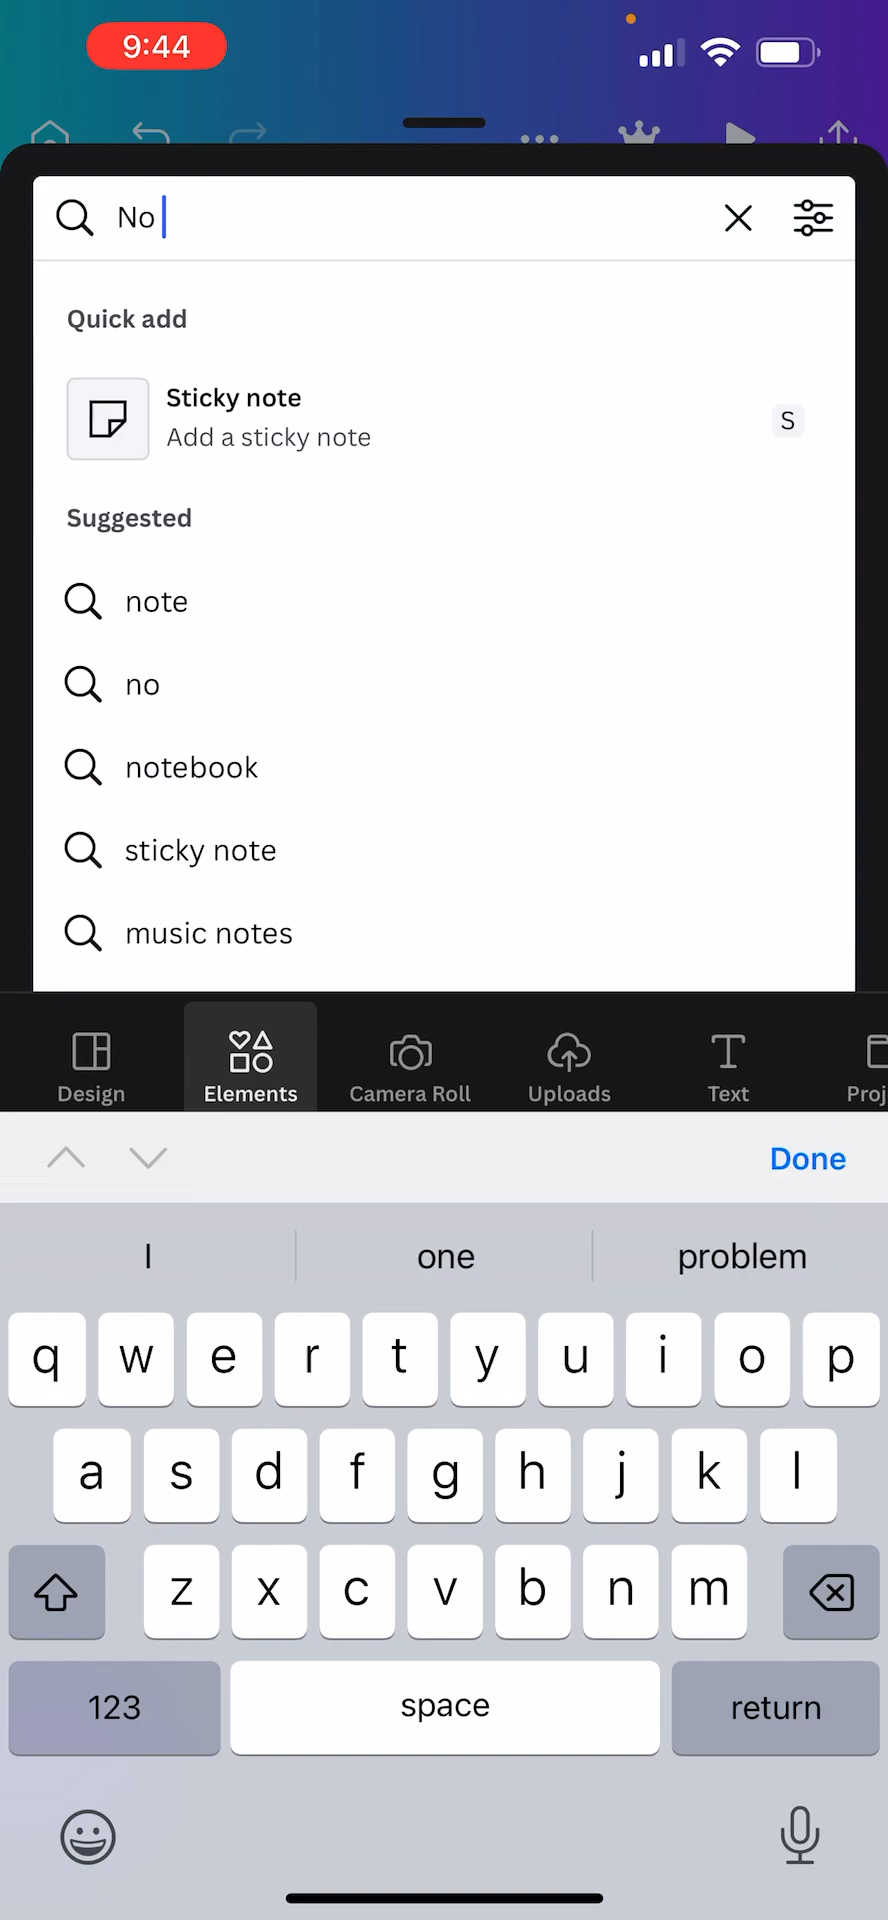 9:44
No
Quick add
Sticky note
Add a sticky note
S
Suggested
note
no
notebook
sticky note
music notes
Design
Elements
Camera Roll
Uploads
Text
Proj
Done
I
one
problem
q w e r t y u i o p
a s d f g h j k l
z x c v b n m
123
space
return